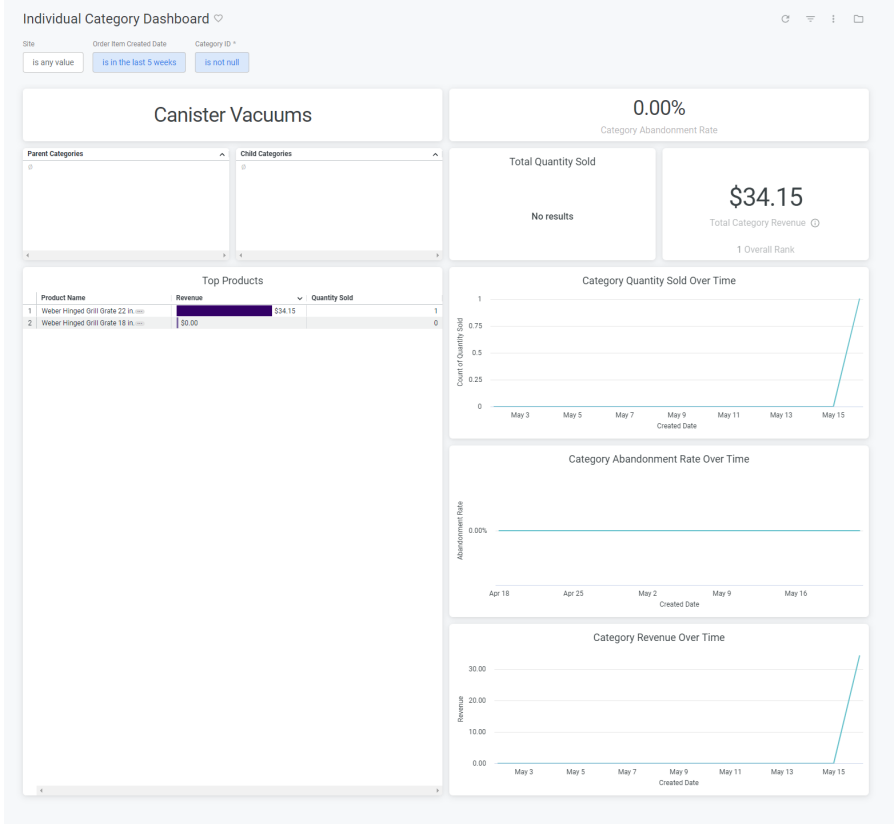 Individual Category Dashboard
Site
Order Item Created Date
Category ID *
is any value
is in the last 5 weeks
is not null
Canister Vacuums
0.00%
Category Abandonment Rate
Parent Categories
Child Categories
∅
∅
Total Quantity Sold
No results
$34.15
Total Category Revenue
1 Overall Rank
Top Products
Product Name Revenue Quantity Sold
1 Weber Hinged Grill Grate 22 in. $34.15 1
2 Weber Hinged Grill Grate 18 in. $0.00 0
Category Quantity Sold Over Time
Count of Quantity Sold
1
0.75
0.5
0.25
0
May 3 May 5 May 7 May 9 May 11 May 13 May 15
Created Date
Category Abandonment Rate Over Time
Abandonment Rate
0.00%
Apr 18 Apr 25 May 2 May 9 May 16
Created Date
Category Revenue Over Time
Revenue
30.00
20.00
10.00
0.00
May 3 May 5 May 7 May 9 May 11 May 13 May 15
Created Date